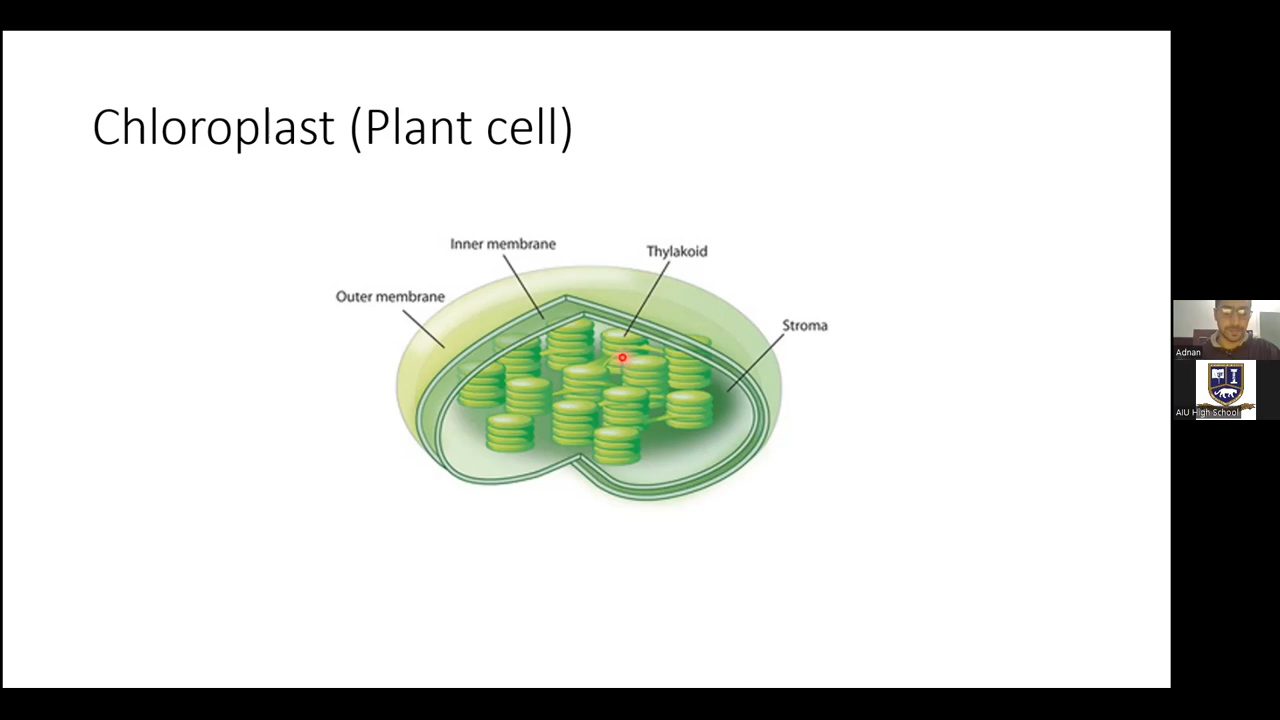 Chloroplast (Plant cell)
Inner membrane
Thylakoid
Outer membrane
Stroma
Adnan
AIU High School